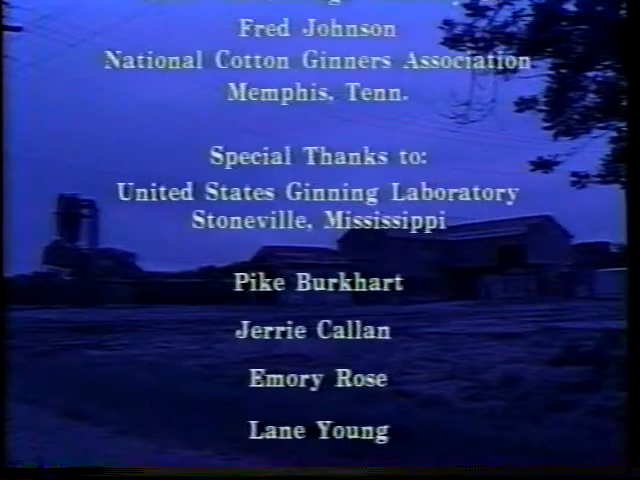 Fred Johnson
National Cotton Ginners Association
Memphis, Tenn.
Special Thanks to:
United States Ginning Laboratory
Stoneville, Mississippi
Pike Burkhart
Jerrie Callan
Emory Rose
Lane Young